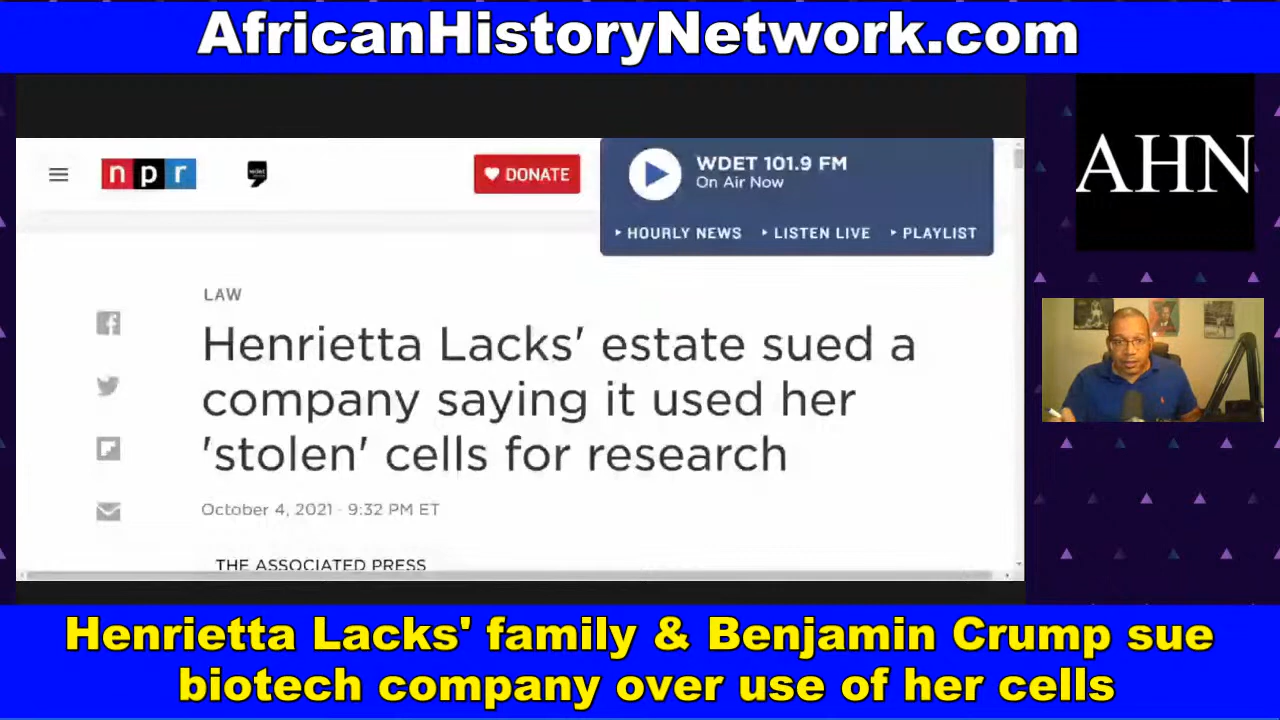 AfricanHistoryNetwork.com
npr
wdet
DONATE
WDET 101.9 FM
On Air Now
HOURLY NEWS
LISTEN LIVE
PLAYLIST
AHN
LAW
Henrietta Lacks' estate sued a
company saying it used her
'stolen' cells for research
October 4, 2021 · 9:32 PM ET
THE ASSOCIATED PRESS
Henrietta Lacks' family & Benjamin Crump sue
biotech company over use of her cells